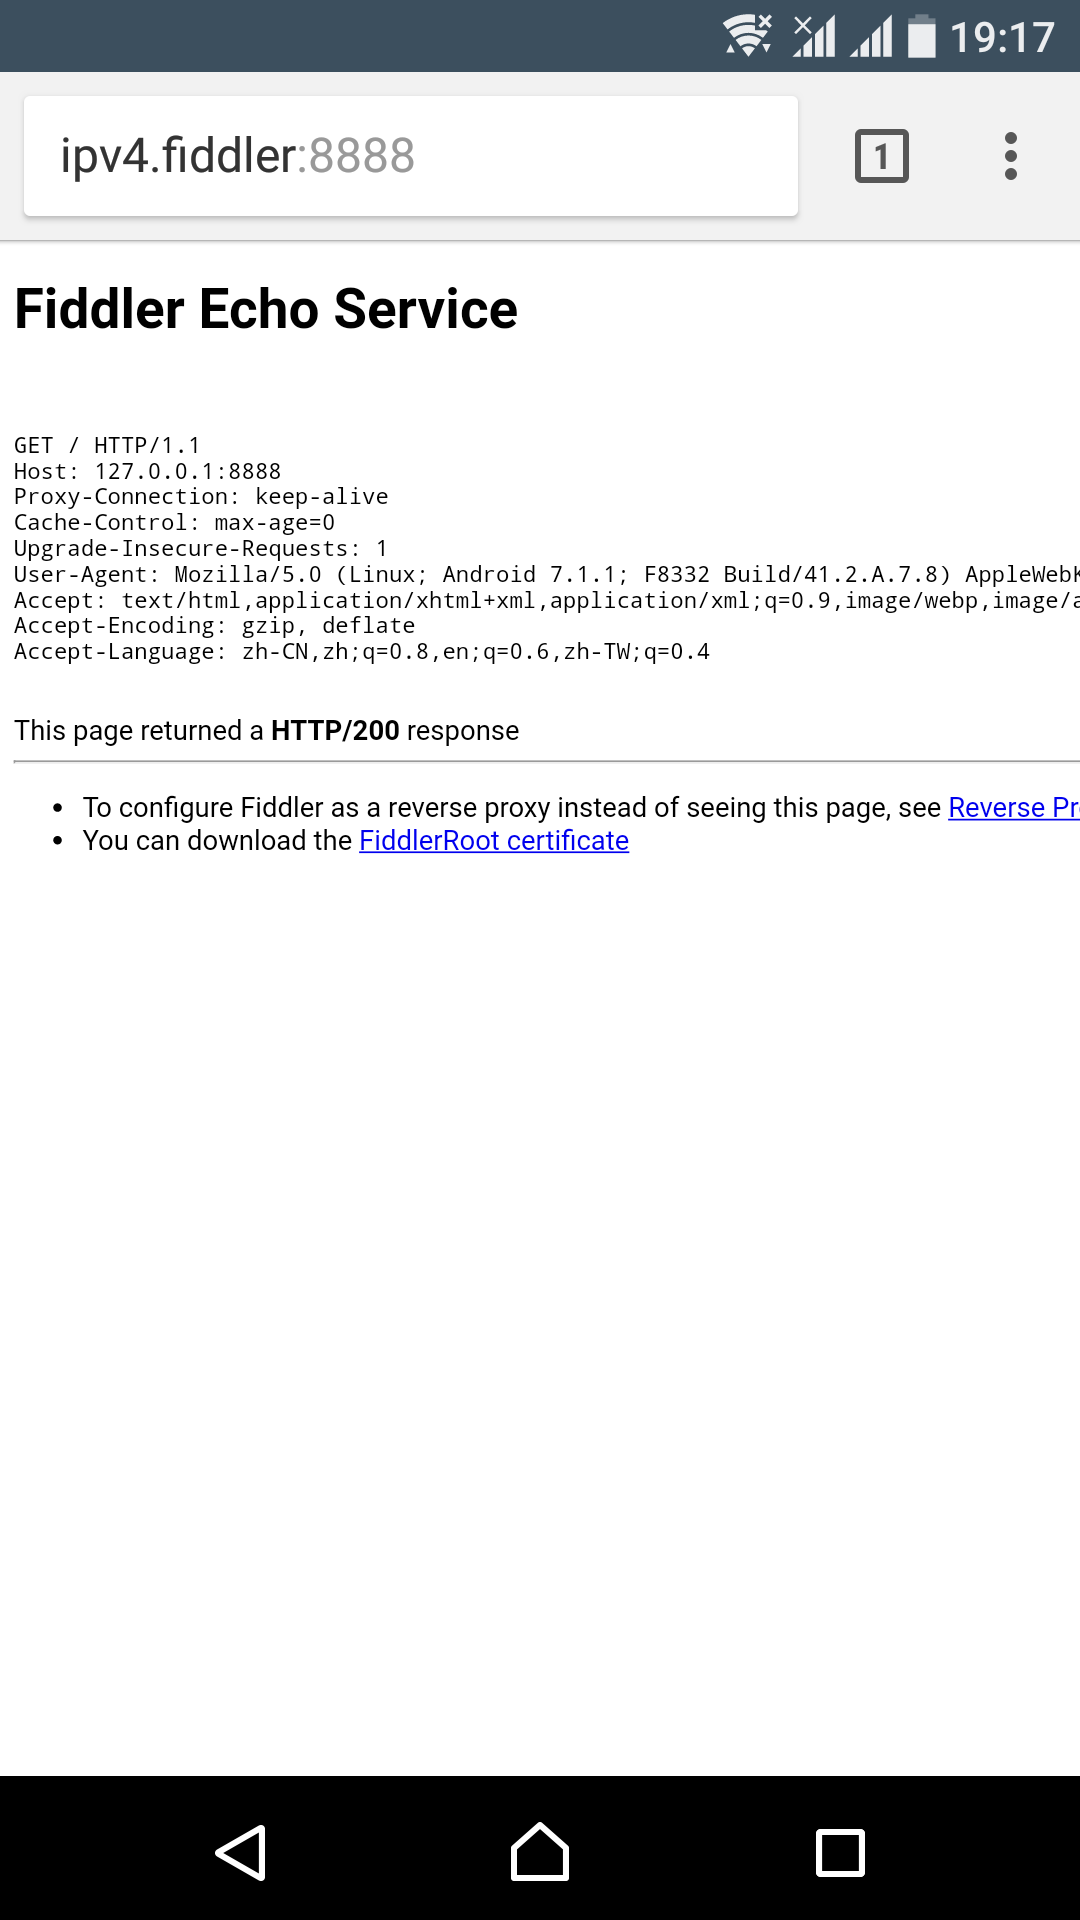 19:17
ipv4.fiddler:8888
1
Fiddler Echo Service
GET / HTTP/1.1
Host: 127.0.0.1:8888
Proxy-Connection: keep-alive
Cache-Control: max-age=0
Upgrade-Insecure-Requests: 1
User-Agent: Mozilla/5.0 (Linux; Android 7.1.1; F8332 Build/41.2.A.7.8) AppleWebK
Accept: text/html,application/xhtml+xml,application/xml;q=0.9,image/webp,image/a
Accept-Encoding: gzip, deflate
Accept-Language: zh-CN,zh;q=0.8,en;q=0.6,zh-TW;q=0.4
This page returned a HTTP/200 response
• To configure Fiddler as a reverse proxy instead of seeing this page, see Reverse Pr
• You can download the FiddlerRoot certificate